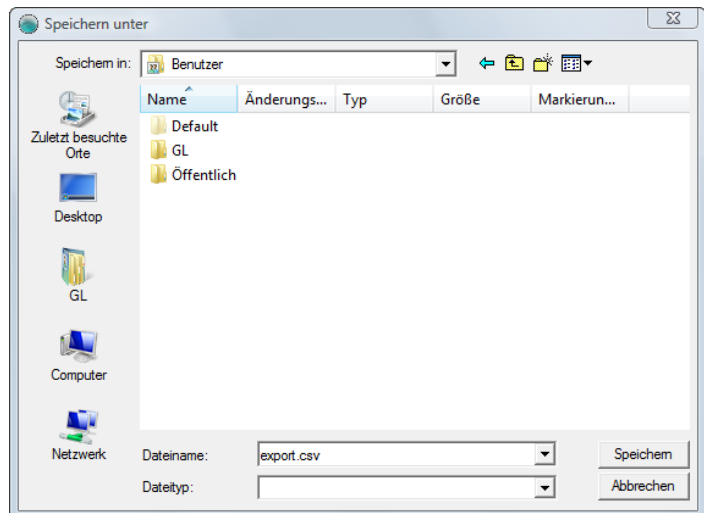 Speichern unter
Speichern in:
Benutzer
Name
Änderungs...
Typ
Größe
Markierun...
Zuletzt besuchte
Orte
Desktop
GL
Computer
Netzwerk
Default
GL
Öffentlich
Dateiname:
export.csv
Speichern
Dateityp:
Abbrechen